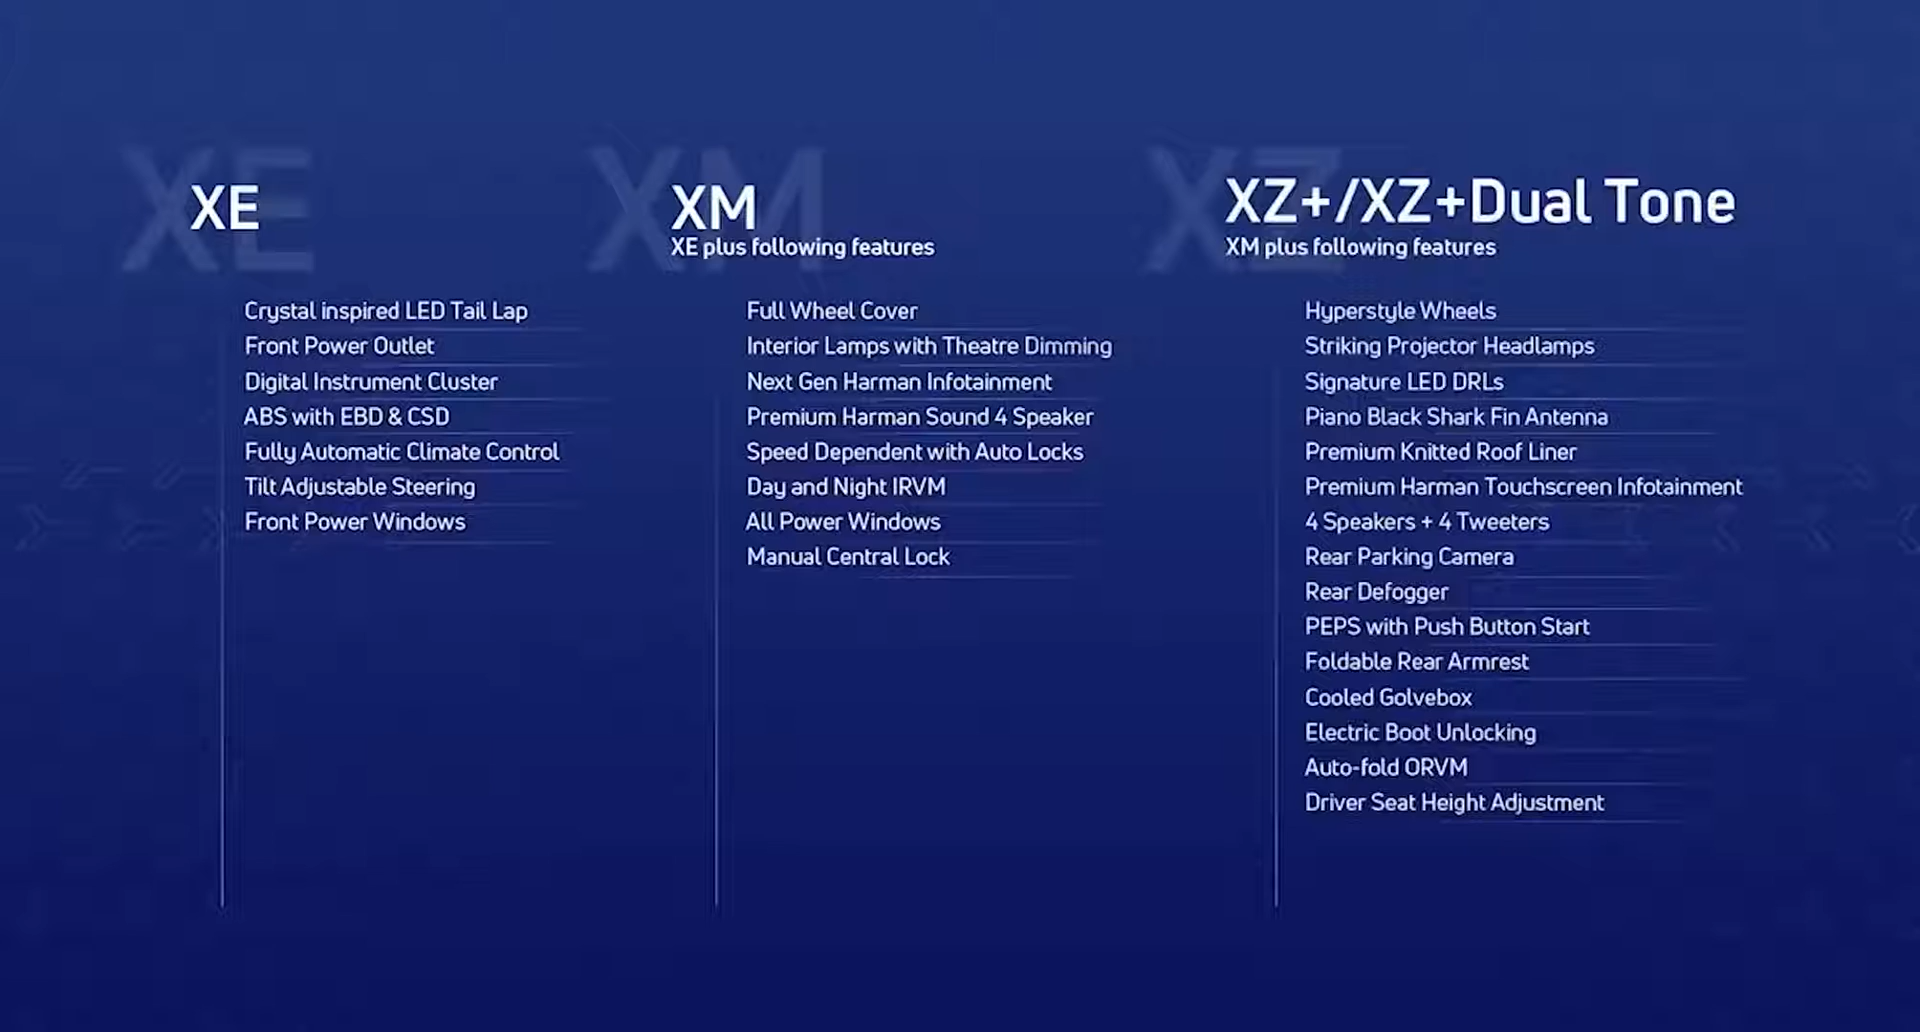 XE
Crystal inspired LED Tail Lap
Front Power Outlet
Digital Instrument Cluster
ABS with EBD & CSD
Fully Automatic Climate Control
Tilt Adjustable Steering
Front Power Windows
XM
XE plus following features
Full Wheel Cover
Interior Lamps with Theatre Dimming
Next Gen Harman Infotainment
Premium Harman Sound 4 Speaker
Speed Dependent with Auto Locks
Day and Night IRVM
All Power Windows
Manual Central Lock
XZ+/XZ+Dual Tone
XM plus following features
Hyperstyle Wheels
Striking Projector Headlamps
Signature LED DRLs
Piano Black Shark Fin Antenna
Premium Knitted Roof Liner
Premium Harman Touchscreen Infotainment
4 Speakers + 4 Tweeters
Rear Parking Camera
Rear Defogger
PEPS with Push Button Start
Foldable Rear Armrest
Cooled Golvebox
Electric Boot Unlocking
Auto-fold ORVM
Driver Seat Height Adjustment
XE
XM
XZ